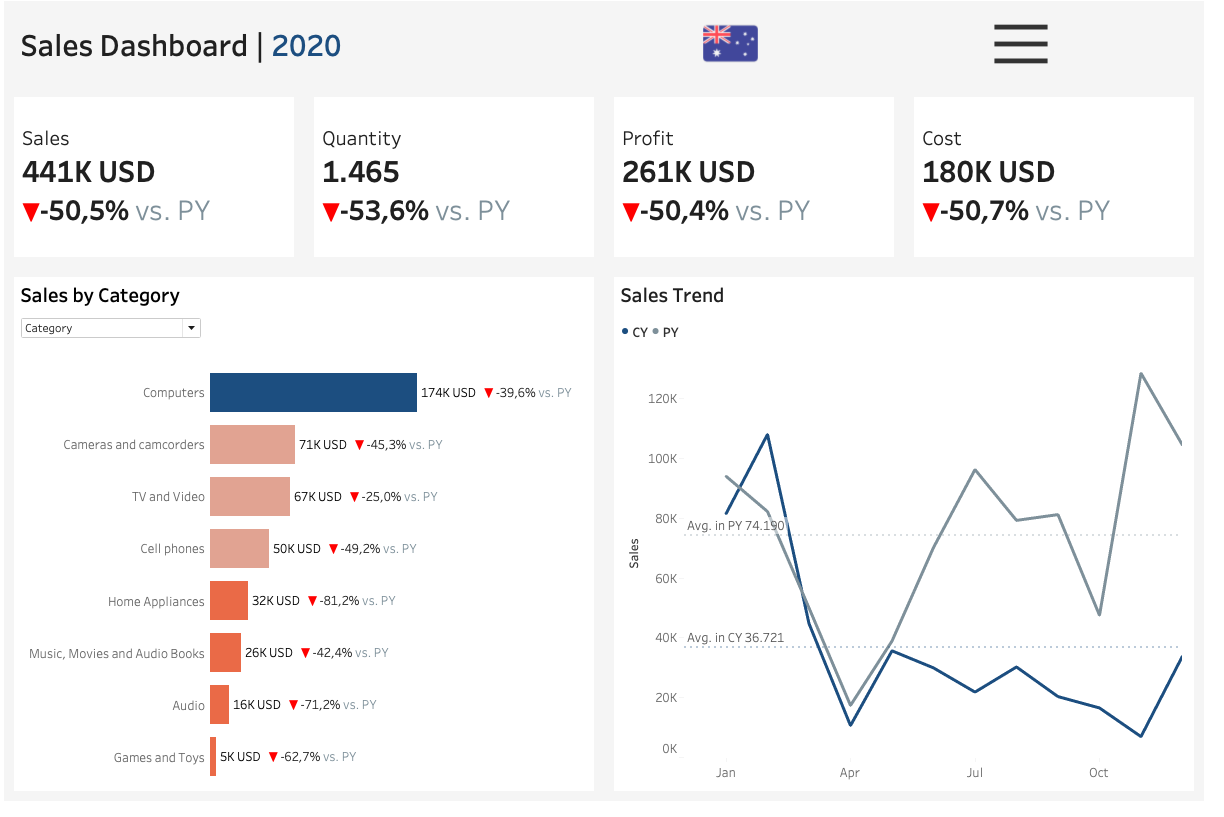 Sales Dashboard | 2020
Sales
441K USD
▼-50,5% vs. PY
Quantity
1.465
▼-53,6% vs. PY
Profit
261K USD
▼-50,4% vs. PY
Cost
180K USD
▼-50,7% vs. PY
Sales by Category
Category
Computers 174K USD ▼-39,6% vs. PY
Cameras and camcorders 71K USD ▼-45,3% vs. PY
TV and Video 67K USD ▼-25,0% vs. PY
Cell phones 50K USD ▼-49,2% vs. PY
Home Appliances 32K USD ▼-81,2% vs. PY
Music, Movies and Audio Books 26K USD ▼-42,4% vs. PY
Audio 16K USD ▼-71,2% vs. PY
Games and Toys 5K USD ▼-62,7% vs. PY
Sales Trend
CY PY
Sales
120K
100K
80K
Avg. in PY 74.190
60K
40K
Avg. in CY 36.721
20K
0K
Jan Apr Jul Oct